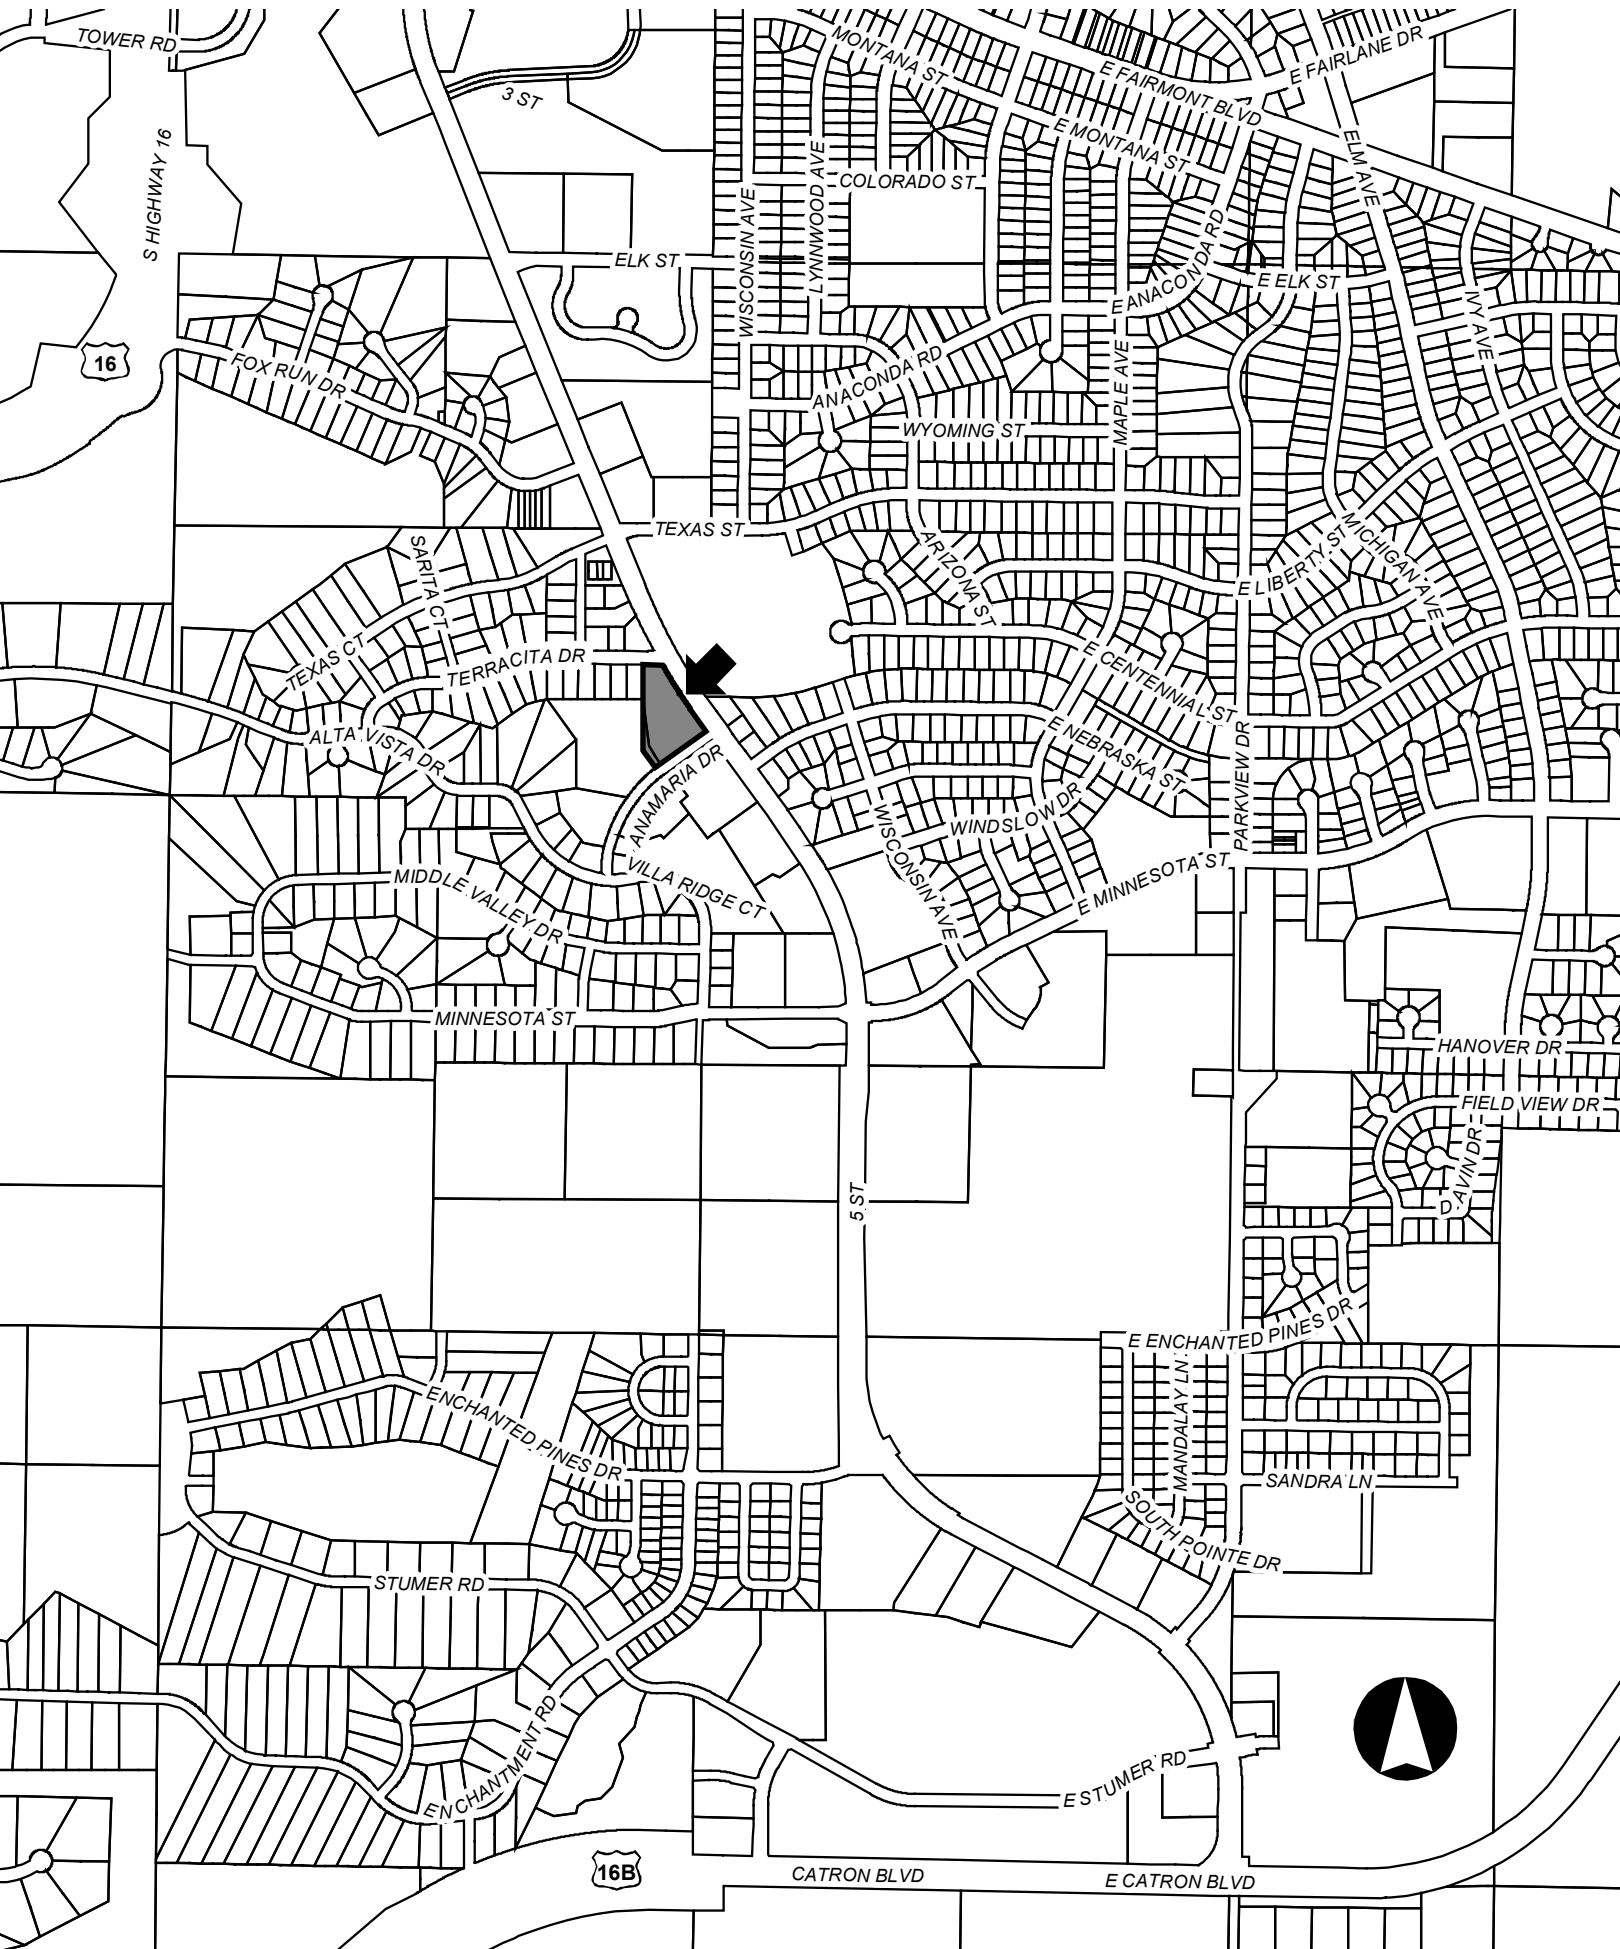 TOWER RD
MONTANA ST
E FAIRMONT BLVD
E FAIRLANE DR
3 ST
E MONTANA ST
ELM AVE
S HIGHWAY 16
COLORADO ST
WISCONSIN AVE
LYNNWOOD AVE
ELK ST
E ANACONDA RD
E ELK ST
IVY AVE
16
FOX RUN DR
ANACONDA RD
MAPLE AVE
WYOMING ST
TEXAS ST
SARITA CT
ARIZONA ST
E LIBERTY ST
MICHIGAN AVE
TEXAS CT
TERRACITA DR
E CENTENNIAL ST
ALTA VISTA DR
E NEBRASKA ST
PARKVIEW DR
ANAMARIA DR
WINDSLOW DR
WISCONSIN AVE
VILLA RIDGE CT
MIDDLE VALLEY DR
E MINNESOTA ST
MINNESOTA ST
HANOVER DR
FIELD VIEW DR
DAVIN DR
5 ST
E ENCHANTED PINES DR
MANDALAY LN
ENCHANTED PINES DR
SANDRA LN
SOUTH POINTE DR
STUMER RD
ENCHANTMENT RD
E STUMER RD
16B
CATRON BLVD
E CATRON BLVD